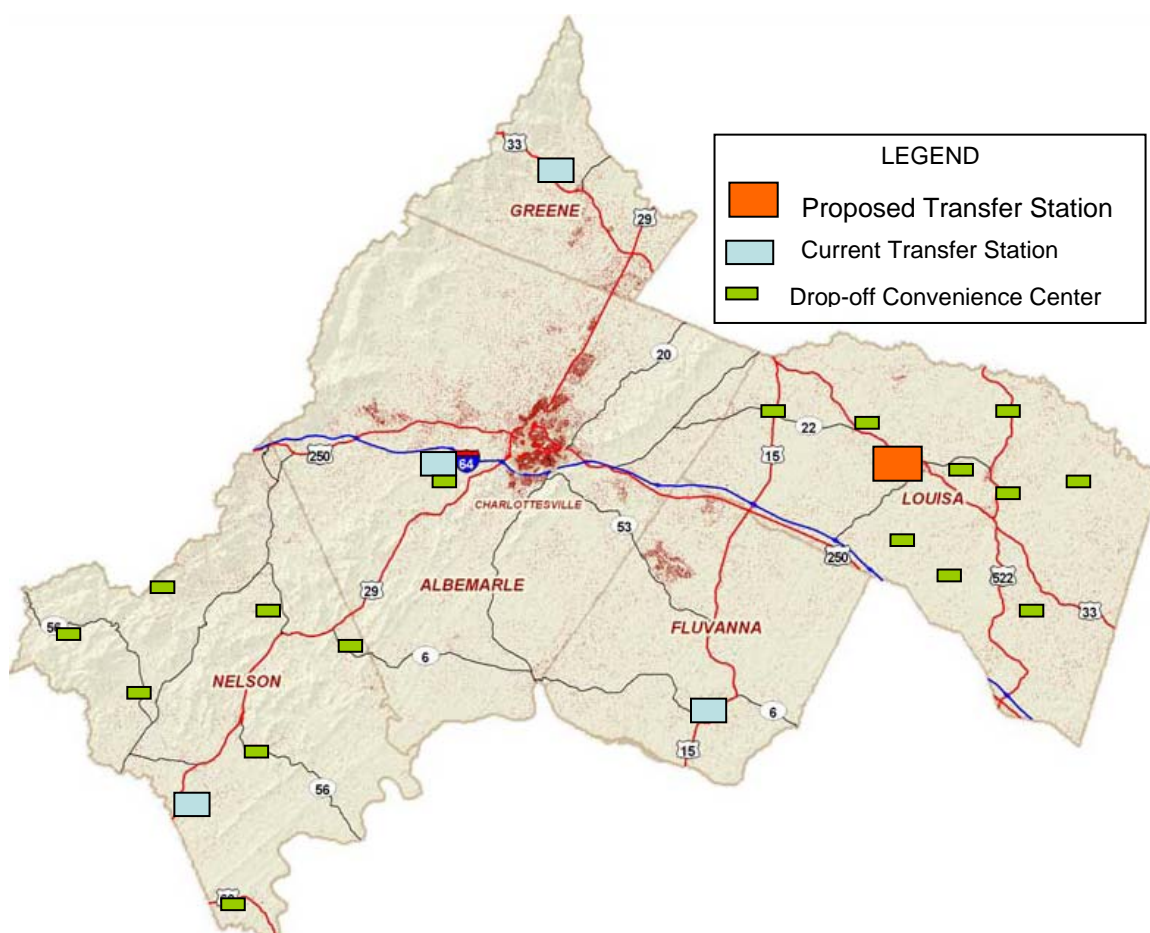 33
LEGEND
Proposed Transfer Station
Current Transfer Station
Drop-off Convenience Center
GREENE
29
20
22
250
64
15
LOUISA
CHARLOTTESVILLE
53
250
29
ALBEMARLE
522
33
56
FLUVANNA
6
NELSON
6
15
56